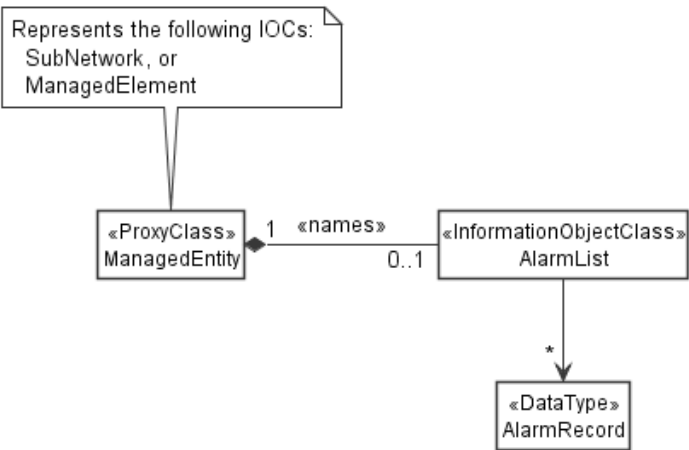 Represents the following IOCs:
SubNetwork, or
ManagedElement
«ProxyClass»
ManagedEntity
1
«names»
0..1
«InformationObjectClass»
AlarmList
*
«DataType»
AlarmRecord